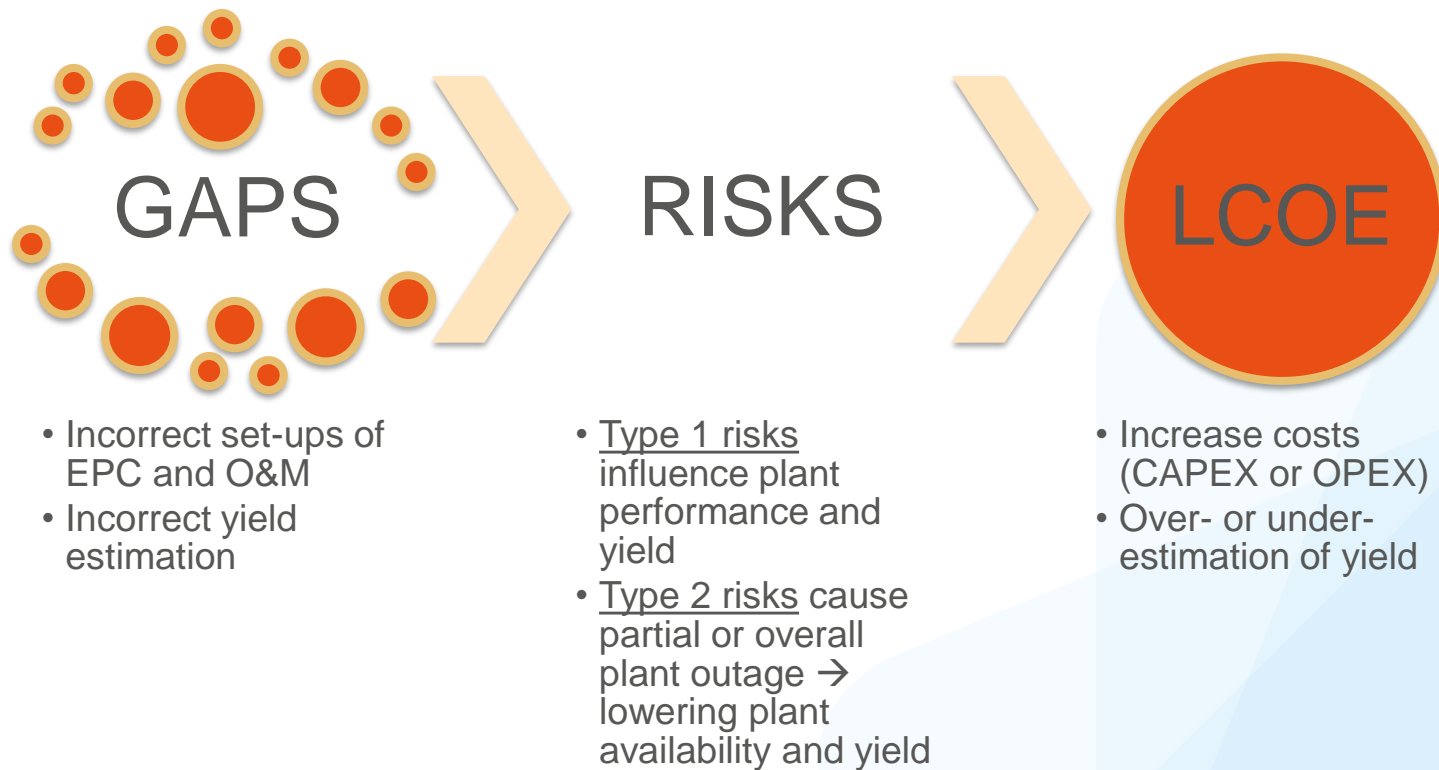 GAPS
RISKS
LCOE
• Incorrect set-ups of
EPC and O&M
• Incorrect yield
estimation
• Type 1 risks
influence plant
performance and
yield
• Type 2 risks cause
partial or overall
plant outage →
lowering plant
availability and yield
• Increase costs
(CAPEX or OPEX)
• Over- or under-
estimation of yield